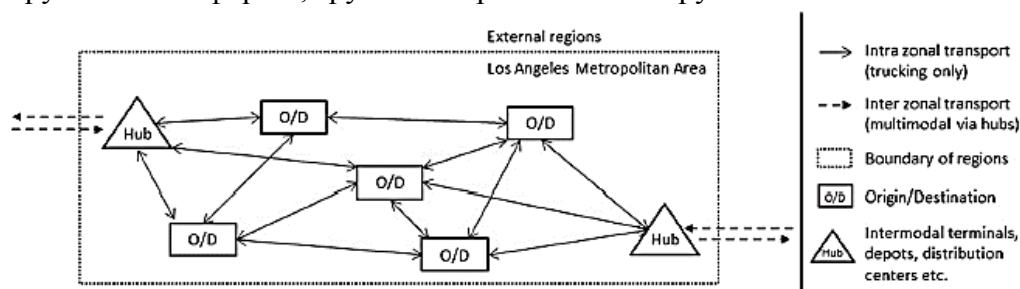 External regions
Los Angeles Metropolitan Area
Hub
O/D
O/D
O/D
O/D
O/D
Hub
Intra zonal transport
(trucking only)
Inter zonal transport
(multimodal via hubs)
Boundary of regions
O/D
Origin/Destination
Hub
Intermodal terminals,
depots, distribution
centers etc.